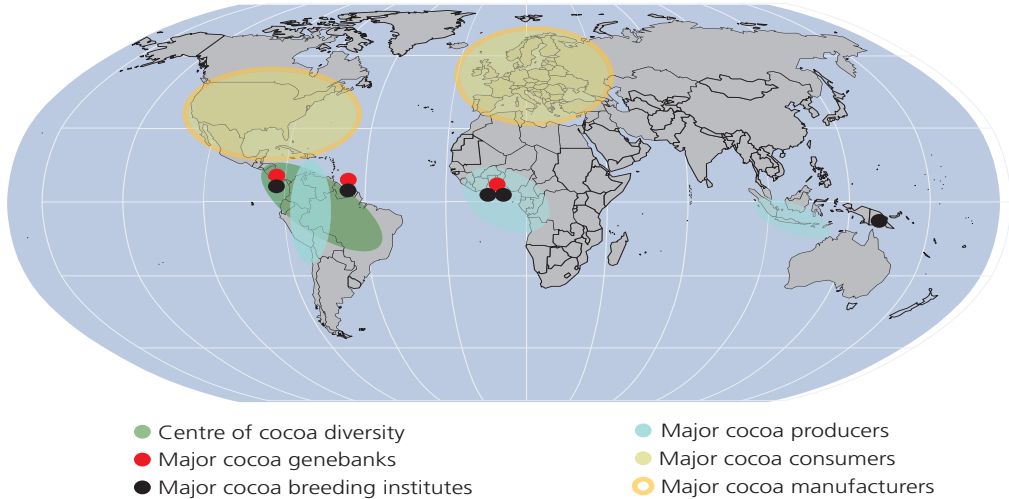 Centre of cocoa diversity
Major cocoa genebanks
Major cocoa breeding institutes
Major cocoa producers
Major cocoa consumers
Major cocoa manufacturers